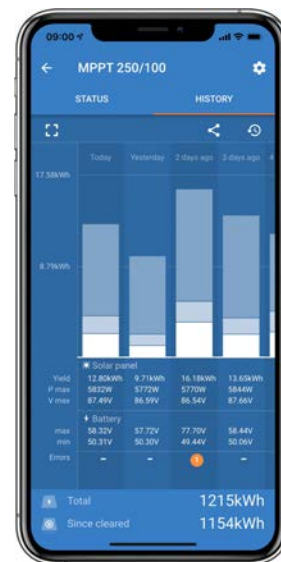 09:00
MPPT 250/100
STATUS HISTORY
Today Yesterday 2 days ago 3 days ago 4
17.58kWh
8.79kWh
Solar panel
Yield 12.80kWh 9.71kWh 16.18kWh 13.65kWh
P max 5832W 5772W 5770W 5844W
V max 87.49V 86.59V 86.54V 87.66V
Battery
max 58.32V 57.72V 77.70V 58.44V
min 50.31V 50.30V 49.44V 50.06V
Errors – – 1 –
Total 1215kWh
Since cleared 1154kWh